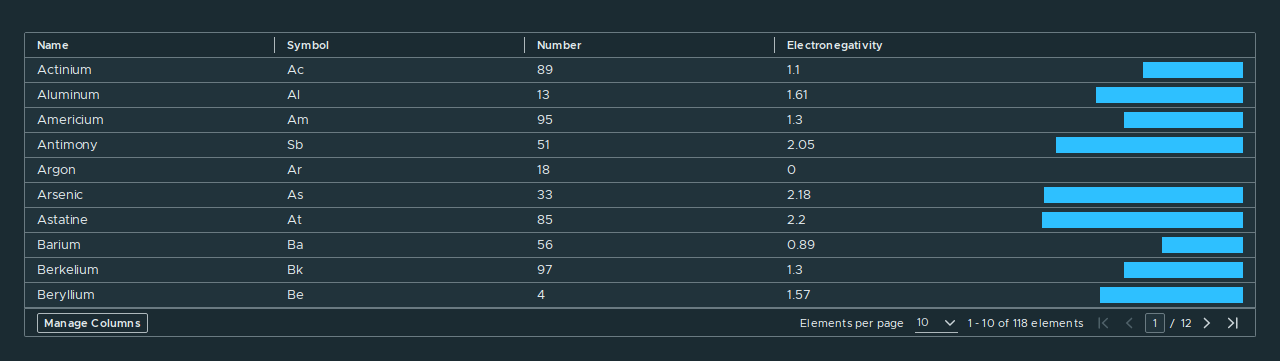 Name Symbol Number Electronegativity
Actinium Ac 89 1.1
Aluminum Al 13 1.61
Americium Am 95 1.3
Antimony Sb 51 2.05
Argon Ar 18 0
Arsenic As 33 2.18
Astatine At 85 2.2
Barium Ba 56 0.89
Berkelium Bk 97 1.3
Beryllium Be 4 1.57
Manage Columns Elements per page 10 1 - 10 of 118 elements 1 / 12